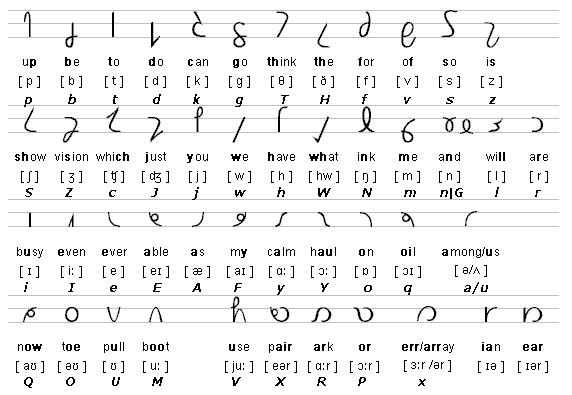 up be to do can go think the for of so is
[p] [b] [t] [d] [k] [g] [θ] [ð] [f] [v] [s] [z]
p b t d k g T H f v s z
show vision which just you we have what ink me and will are
[ʃ] [ʒ] [ʧ] [ʤ] [j] [w] [h] [hw] [ŋ] [m] [n] [l] [r]
S Z c J j w h W N m n|G l r
busy even ever able as my calm haul on oil among/us
[ɪ] [iː] [e] [eɪ] [æ] [aɪ] [ɑː] [ɔː] [ɒ] [ɔɪ] [ə/ʌ]
i I e E A F y Y o q a/u
now toe pull boot use pair ark or err/array ian ear
[aʊ] [əʊ] [ʊ] [uː] [juː] [eər] [ɑːr] [ɔːr] [ɜːr /ər] [ɪə] [ɪər]
Q O U M V X R P x